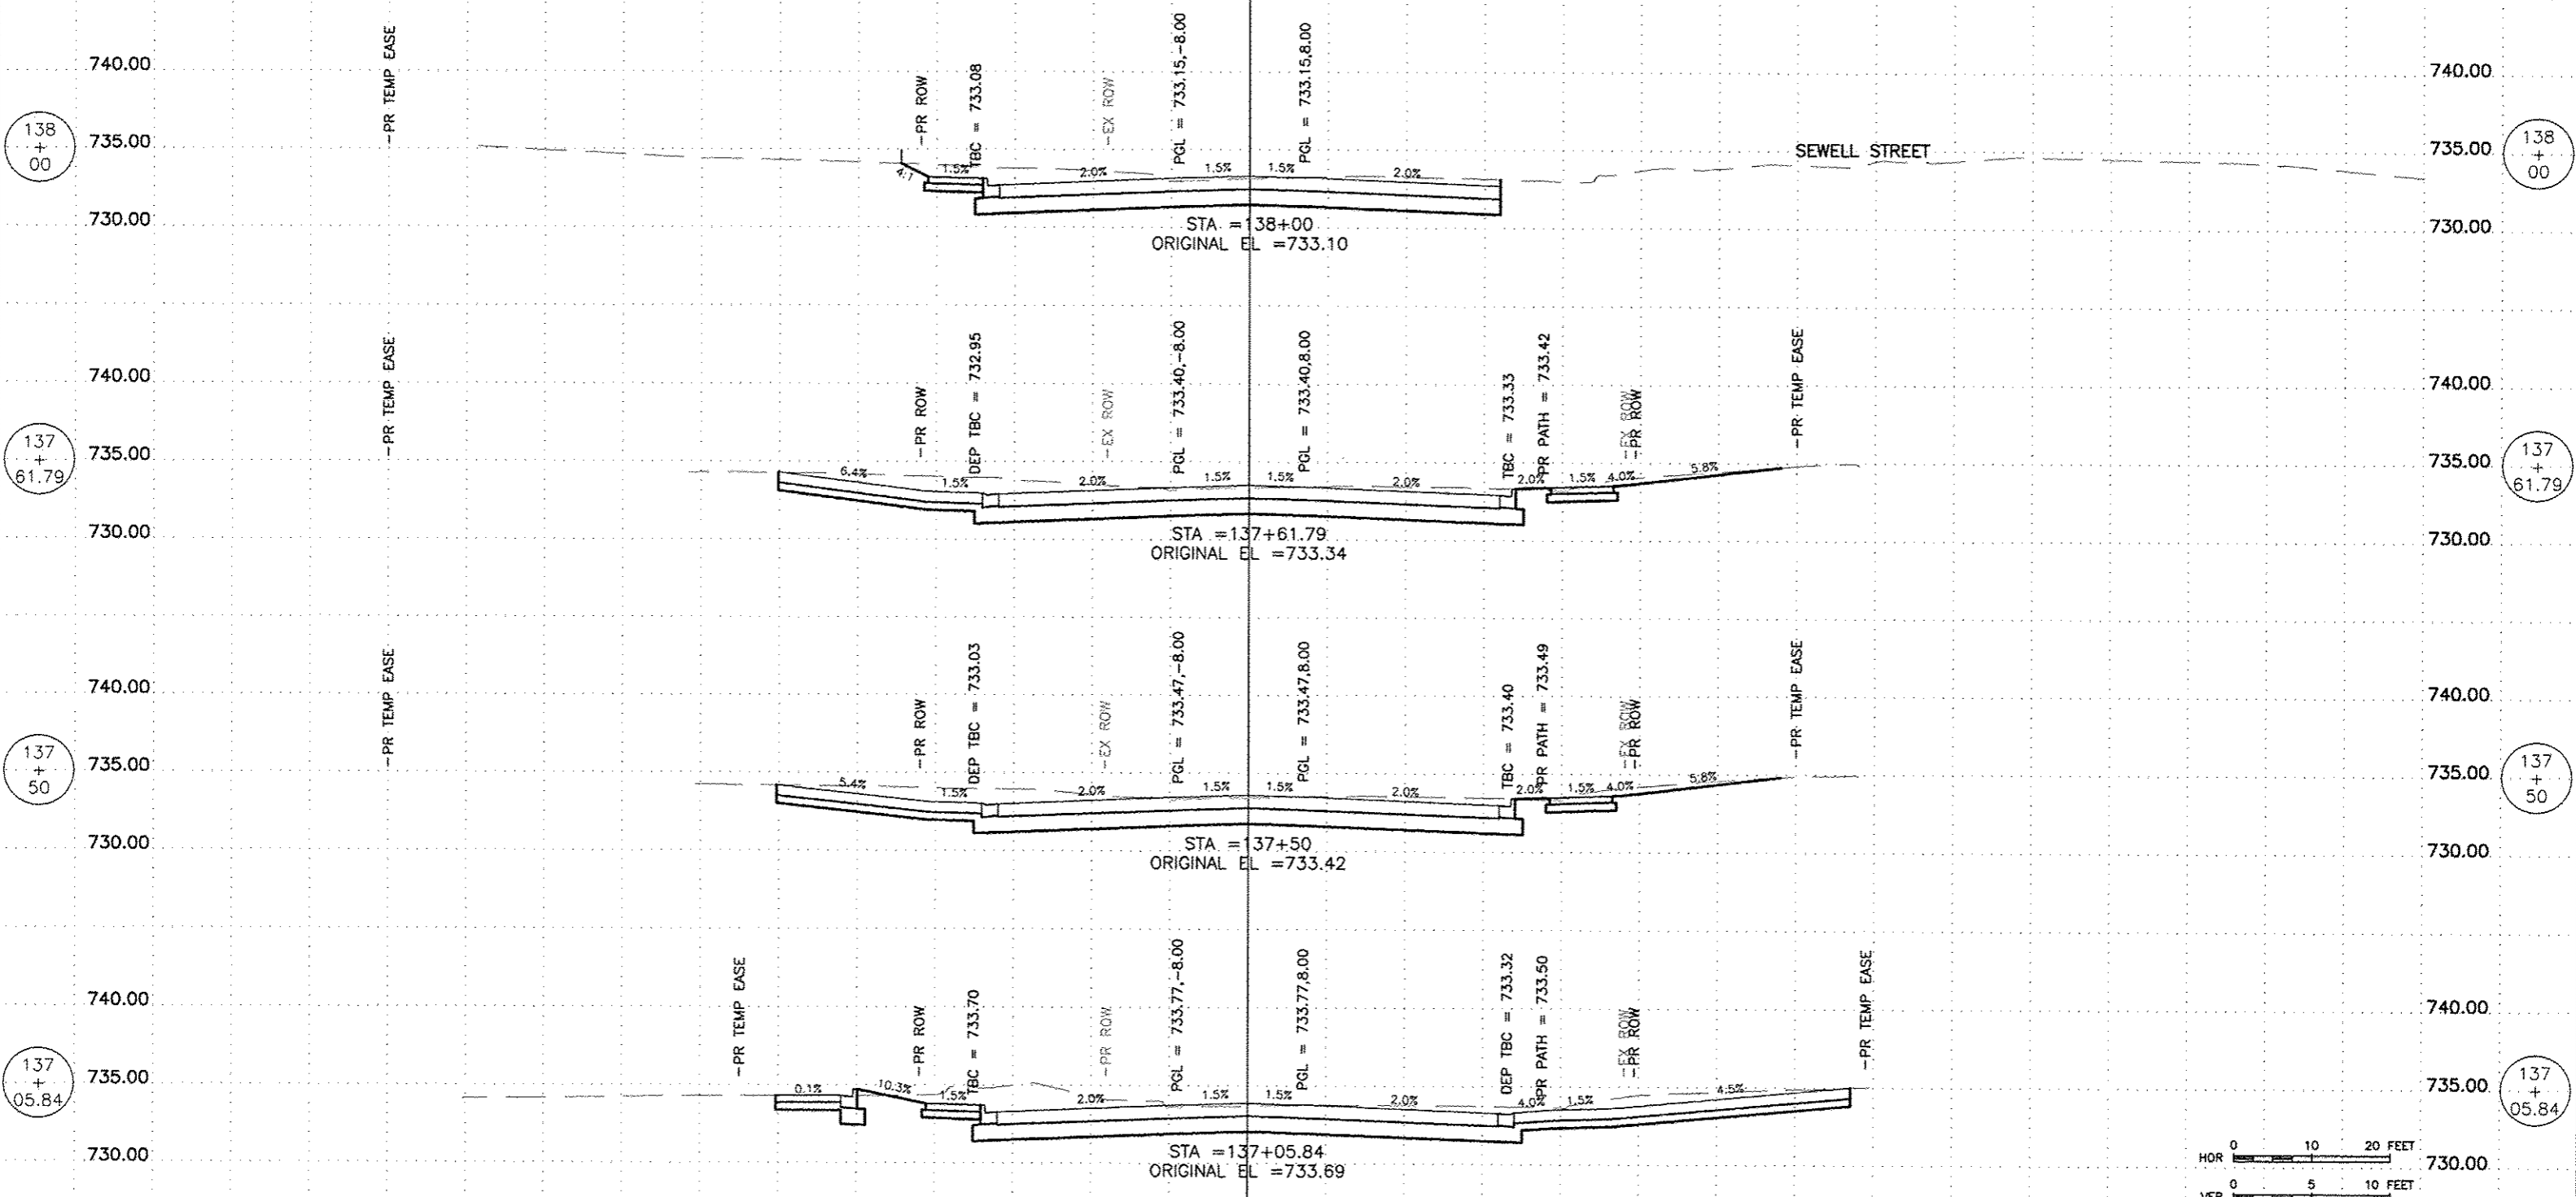 -PR TEMP EASE
-PR ROW
TBC = 733.08
-EX ROW
PGL = 733.15,-8.00
PGL = 733.15,8.00
740.00
740.00
138 + 00
735.00
SEWELL STREET
735.00
138 + 00
4:1
1.5%
2.0%
1.5%
1.5%
2.0%
730.00
730.00
STA =138+00
ORIGINAL EL =733.10
-PR TEMP EASE
-PR ROW
DEP TBC = 732.95
-EX ROW
PGL = 733.40,-8.00
PGL = 733.40,8.00
TBC = 733.33
PR PATH = 733.42
-EX ROW
-PR ROW
-PR TEMP EASE
740.00
740.00
137 + 61.79
735.00
735.00
137 + 61.79
6.4%
1.5%
2.0%
1.5%
1.5%
2.0%
2.0%
1.5%
4.0%
5.8%
730.00
730.00
STA =137+61.79
ORIGINAL EL =733.34
-PR TEMP EASE
-PR ROW
DEP TBC = 733.03
-EX ROW
PGL = 733.47,-8.00
PGL = 733.47,8.00
TBC = 733.40
PR PATH = 733.49
-EX ROW
-PR ROW
-PR TEMP EASE
740.00
740.00
137 + 50
735.00
735.00
137 + 50
5.4%
1.5%
2.0%
1.5%
1.5%
2.0%
2.0%
1.5%
4.0%
5.8%
730.00
730.00
STA =137+50
ORIGINAL EL =733.42
-PR TEMP EASE
-PR ROW
TBC = 733.70
-PR ROW
PGL = 733.77,-8.00
PGL = 733.77,8.00
DEP TBC = 733.32
PR PATH = 733.50
-EX ROW
-PR ROW
-PR TEMP EASE
740.00
740.00
137 + 05.84
735.00
735.00
137 + 05.84
0.1%
10.3%
1.5%
2.0%
1.5%
1.5%
2.0%
4.0%
1.5%
4.5%
730.00
730.00
STA =137+05.84
ORIGINAL EL =733.69
HOR 0 10 20 FEET
VER 0 5 10 FEET